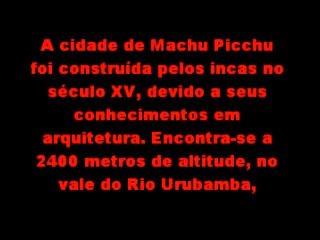 A cidade de Machu Picchu
foi construída pelos incas no
século XV, devido a seus
conhecimentos em
arquitetura. Encontra-se a
2400 metros de altitude, no
vale do Rio Urubamba,